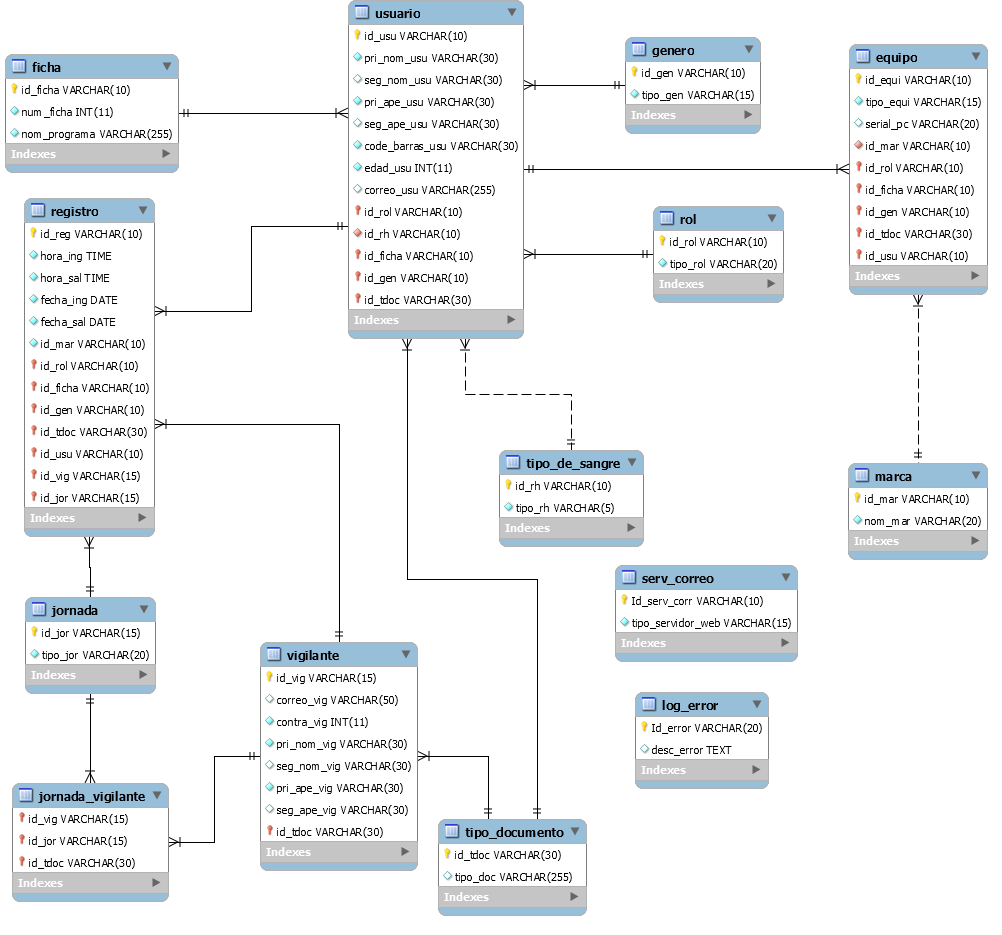 usuario
id_usu VARCHAR(10)
pri_nom_usu VARCHAR(30)
seg_nom_usu VARCHAR(30)
pri_ape_usu VARCHAR(30)
seg_ape_usu VARCHAR(30)
code_barras_usu VARCHAR(30)
edad_usu INT(11)
correo_usu VARCHAR(255)
id_rol VARCHAR(10)
id_rh VARCHAR(10)
id_ficha VARCHAR(10)
id_gen VARCHAR(10)
id_tdoc VARCHAR(30)
Indexes
ficha
id_ficha VARCHAR(10)
num_ficha INT(11)
nom_programa VARCHAR(255)
Indexes
genero
id_gen VARCHAR(10)
tipo_gen VARCHAR(15)
Indexes
equipo
id_equi VARCHAR(10)
tipo_equi VARCHAR(15)
serial_pc VARCHAR(20)
id_mar VARCHAR(10)
id_rol VARCHAR(10)
id_ficha VARCHAR(10)
id_gen VARCHAR(10)
id_tdoc VARCHAR(30)
id_usu VARCHAR(10)
Indexes
registro
id_reg VARCHAR(10)
hora_ing TIME
hora_sal TIME
fecha_ing DATE
fecha_sal DATE
id_mar VARCHAR(10)
id_rol VARCHAR(10)
id_ficha VARCHAR(10)
id_gen VARCHAR(10)
id_tdoc VARCHAR(30)
id_usu VARCHAR(10)
id_vig VARCHAR(15)
id_jor VARCHAR(15)
Indexes
rol
id_rol VARCHAR(10)
tipo_rol VARCHAR(20)
Indexes
tipo_de_sangre
id_rh VARCHAR(10)
tipo_rh VARCHAR(5)
Indexes
marca
id_mar VARCHAR(10)
nom_mar VARCHAR(20)
Indexes
serv_correo
Id_serv_corr VARCHAR(10)
tipo_servidor_web VARCHAR(15)
Indexes
jornada
id_jor VARCHAR(15)
tipo_jor VARCHAR(20)
Indexes
vigilante
id_vig VARCHAR(15)
correo_vig VARCHAR(50)
contra_vig INT(11)
pri_nom_vig VARCHAR(30)
seg_nom_vig VARCHAR(30)
pri_ape_vig VARCHAR(30)
seg_ape_vig VARCHAR(30)
id_tdoc VARCHAR(30)
Indexes
log_error
Id_error VARCHAR(20)
desc_error TEXT
Indexes
jornada_vigilante
id_vig VARCHAR(15)
id_jor VARCHAR(15)
id_tdoc VARCHAR(30)
Indexes
tipo_documento
id_tdoc VARCHAR(30)
tipo_doc VARCHAR(255)
Indexes